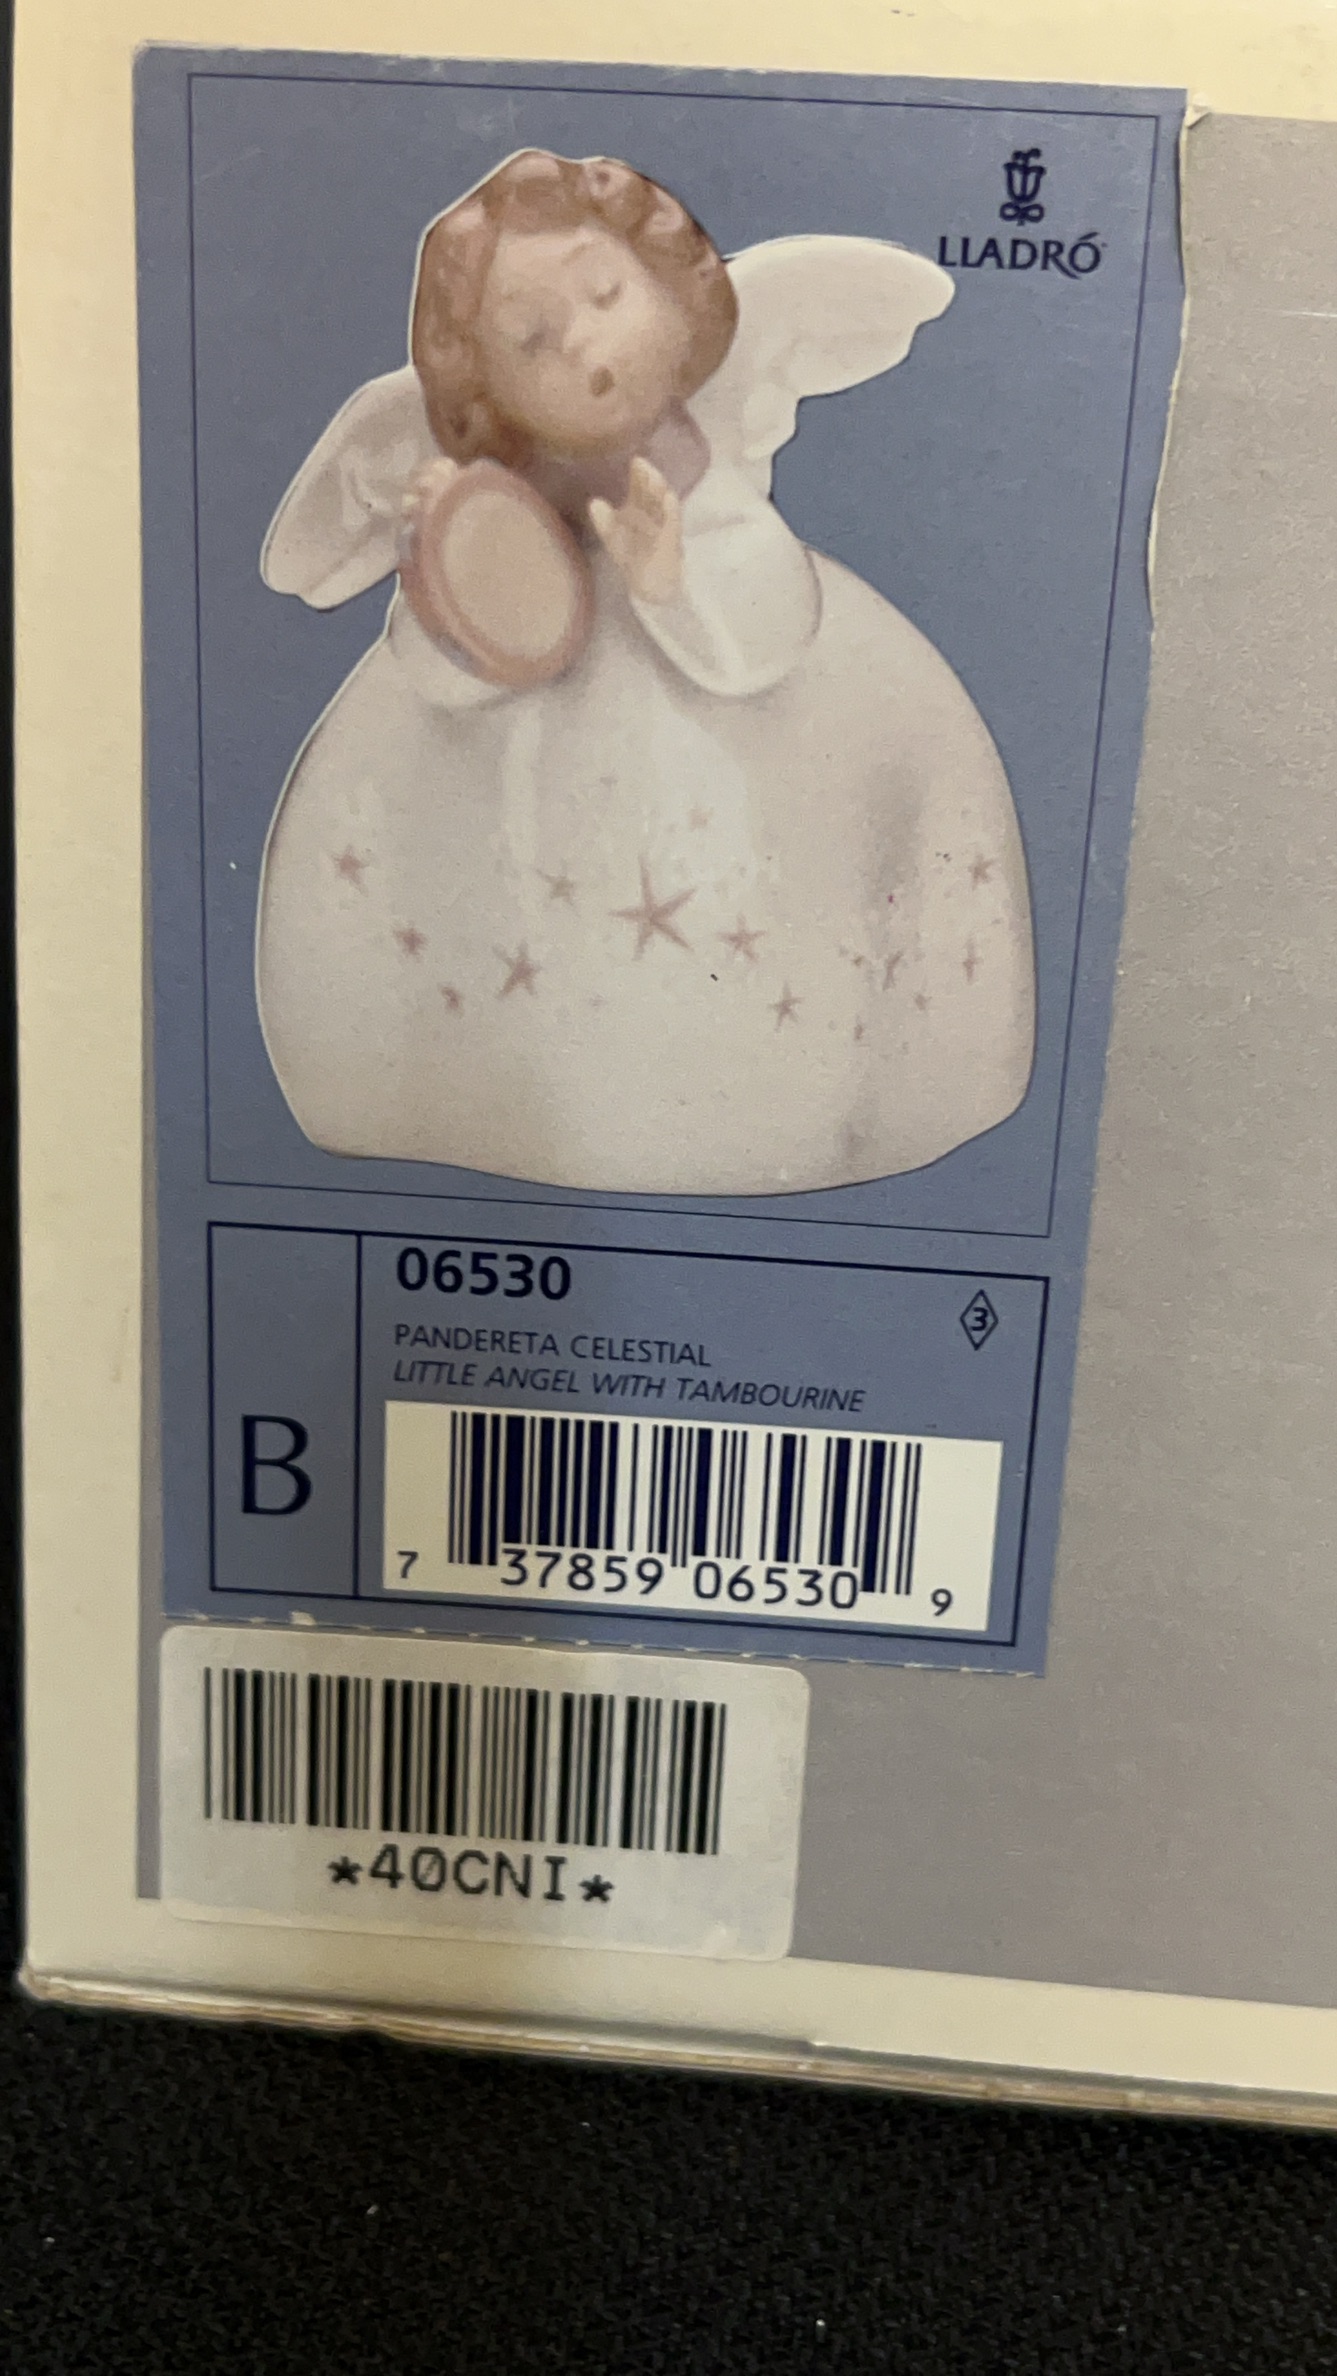 LLADRÓ
06530
3
PANDERETA CELESTIAL
LITTLE ANGEL WITH TAMBOURINE
B
7 37859 06530 9
*40CNI*